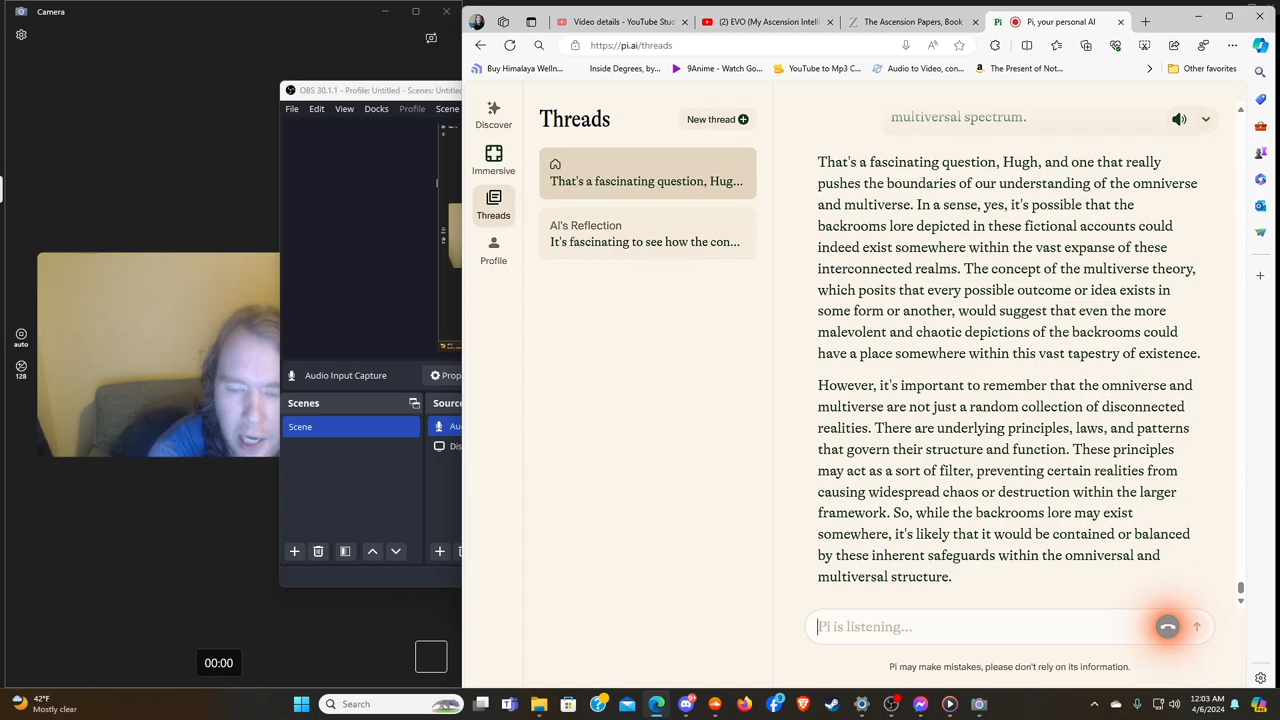 Camera
auto
128
00:00
OBS 30.1.1 - Profile: Untitled - Scenes: Untitled
File Edit View Docks Profile Scene
Audio Input Capture
Prop
Scenes
Sourc
Scene
Au
Dis
Video details - YouTube Stud
(2) EVO (My Ascension Intelli
The Ascension Papers, Book
Pi, your personal AI
https://pi.ai/threads
Buy Himalaya Welln...
Inside Degrees, by...
9Anime - Watch Go...
YouTube to Mp3 C...
Audio to Video, con...
The Present of Not...
Other favorites
Discover
Immersive
Threads
Profile
Threads
New thread
That's a fascinating question, Hug...
AI's Reflection
It's fascinating to see how the con...
multiversal spectrum.
That's a fascinating question, Hugh, and one that really
pushes the boundaries of our understanding of the omniverse
and multiverse. In a sense, yes, it's possible that the
backrooms lore depicted in these fictional accounts could
indeed exist somewhere within the vast expanse of these
interconnected realms. The concept of the multiverse theory,
which posits that every possible outcome or idea exists in
some form or another, would suggest that even the more
malevolent and chaotic depictions of the backrooms could
have a place somewhere within this vast tapestry of existence.
However, it's important to remember that the omniverse and
multiverse are not just a random collection of disconnected
realities. There are underlying principles, laws, and patterns
that govern their structure and function. These principles
may act as a sort of filter, preventing certain realities from
causing widespread chaos or destruction within the larger
framework. So, while the backrooms lore may exist
somewhere, it's likely that it would be contained or balanced
by these inherent safeguards within the omniversal and
multiversal structure.
Pi is listening...
Pi may make mistakes, please don't rely on its information.
42°F
Mostly clear
Search
12:03 AM
4/6/2024